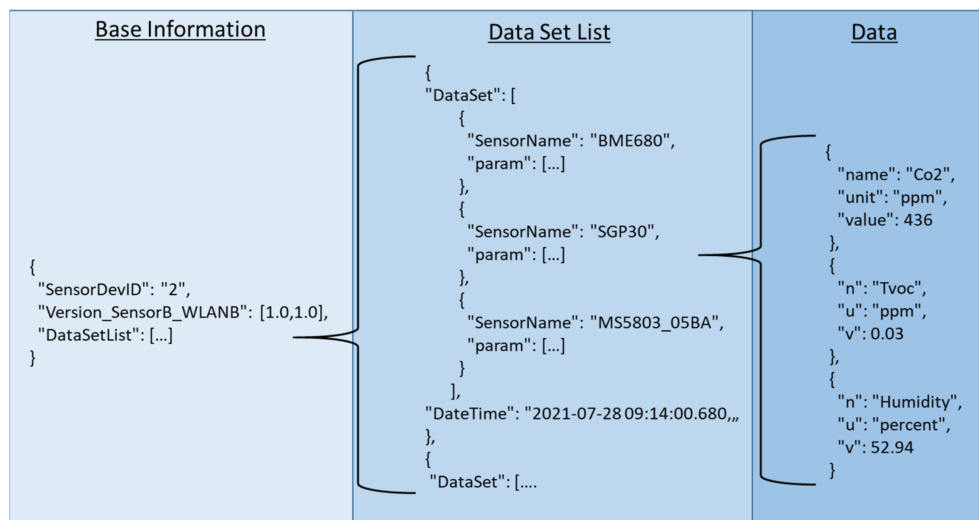 Base Information
{
"SensorDevID": "2",
"Version_SensorB_WLANB": [1.0,1.0],
"DataSetList": [...]
}
Data Set List
{
"DataSet": [
{
"SensorName": "BME680",
"param": [...]
},
{
"SensorName": "SGP30",
"param": [...]
},
{
"SensorName": "MS5803_05BA",
"param": [...]
}
],
"DateTime": "2021-07-28 09:14:00.680,„
},
{
"DataSet": [....
Data
{
"name": "Co2",
"unit": "ppm",
"value": 436
},
{
"n": "Tvoc",
"u": "ppm",
"v": 0.03
},
{
"n": "Humidity",
"u": "percent",
"v": 52.94
}